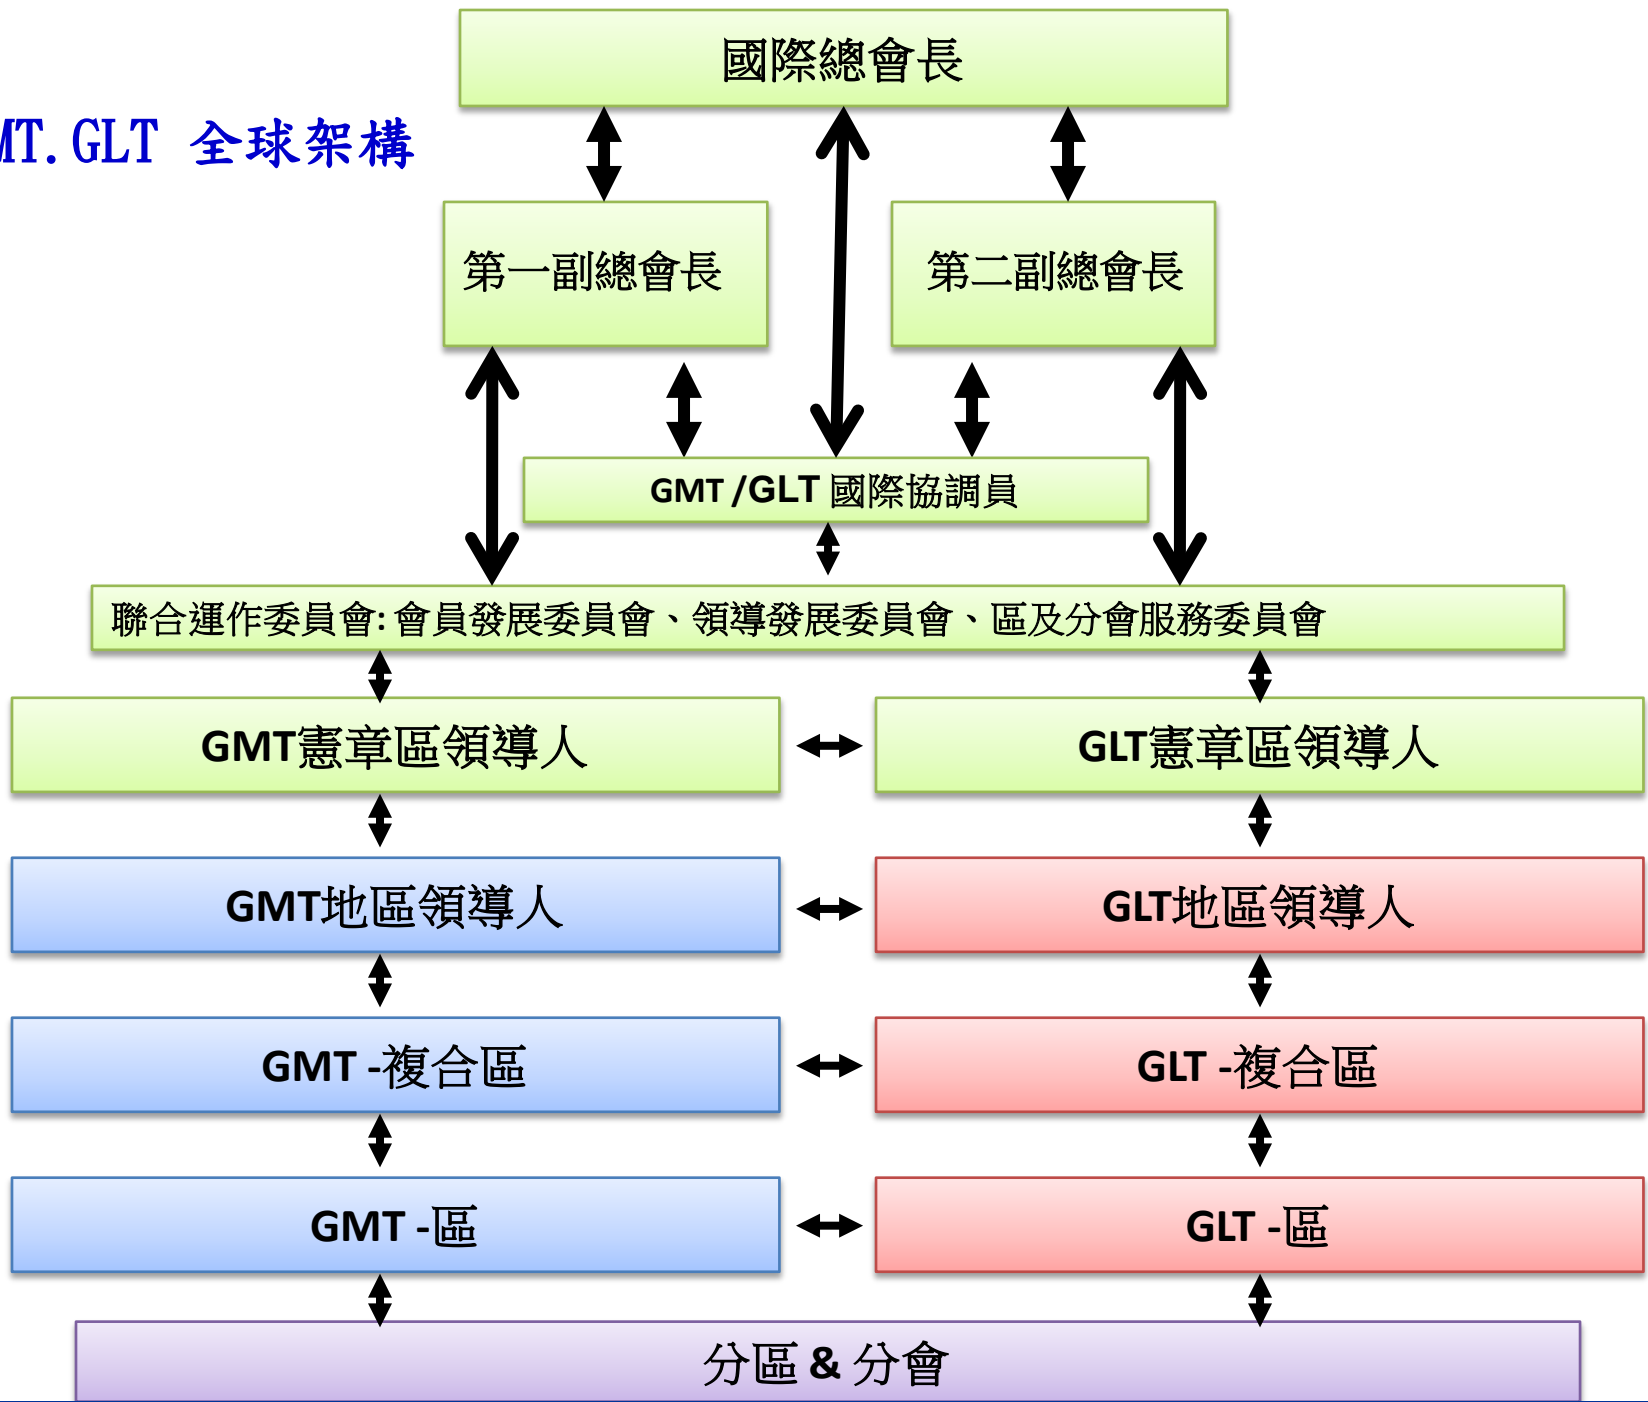 國際總會長
MT.GLT 全球架構
第一副總會長
第二副總會長
GMT /GLT 國際協調員
聯合運作委員會: 會員發展委員會、領導發展委員會、區及分會服務委員會
GMT憲章區領導人
GLT憲章區領導人
GMT地區領導人
GLT地區領導人
GMT -複合區
GLT -複合區
GMT -區
GLT -區
分區 & 分會